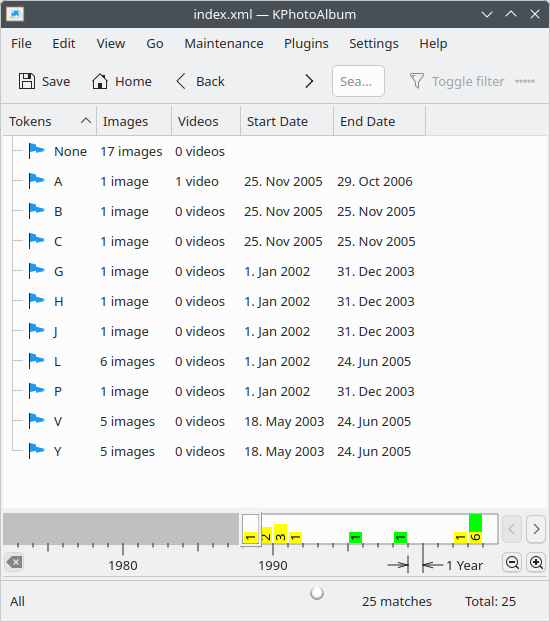 index.xml — KPhotoAlbum
File Edit View Go Maintenance Plugins Settings Help
Save Home Back Sea... Toggle filter
Tokens Images Videos Start Date End Date
None 17 images 0 videos
A 1 image 1 video 25. Nov 2005 29. Oct 2006
B 1 image 0 videos 25. Nov 2005 25. Nov 2005
C 1 image 0 videos 25. Nov 2005 25. Nov 2005
G 1 image 0 videos 1. Jan 2002 31. Dec 2003
H 1 image 0 videos 1. Jan 2002 31. Dec 2003
J 1 image 0 videos 1. Jan 2002 31. Dec 2003
L 6 images 0 videos 1. Jan 2002 24. Jun 2005
P 1 image 0 videos 1. Jan 2002 31. Dec 2003
V 5 images 0 videos 18. May 2003 24. Jun 2005
Y 5 images 0 videos 18. May 2003 24. Jun 2005
1 2 3 1 1 1 1 6
1980 1990 1 Year
All 25 matches Total: 25